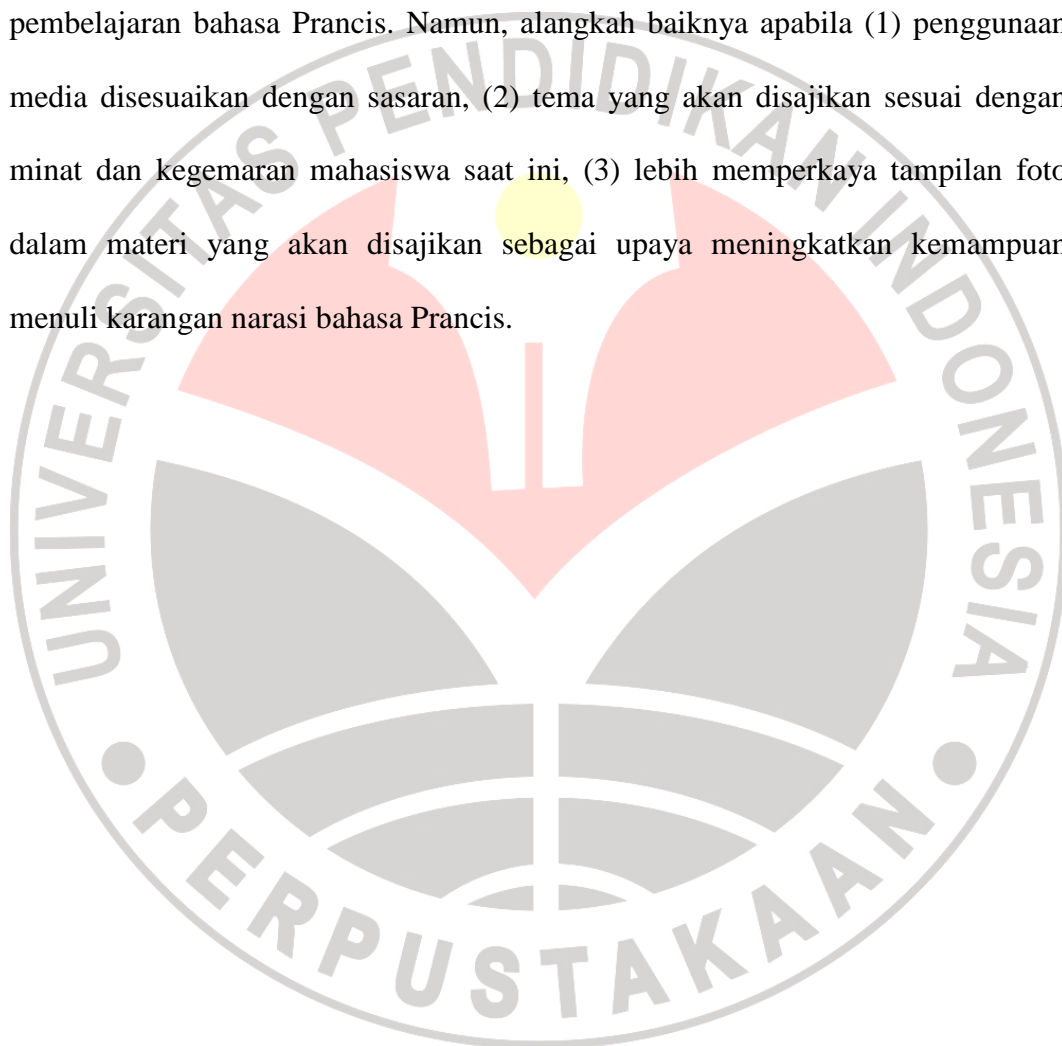 pembelajaran bahasa Prancis. Namun, alangkah baiknya apabila (1) penggunaan
media disesuaikan dengan sasaran, (2) tema yang akan disajikan sesuai dengan
minat dan kegemaran mahasiswa saat ini, (3) lebih memperkaya tampilan foto
dalam materi yang akan disajikan sebagai upaya meningkatkan kemampuan
menuli karangan narasi bahasa Prancis.
UNIVERSITAS PENDIDIKAN INDONESIA
PERPUSTAKAAN